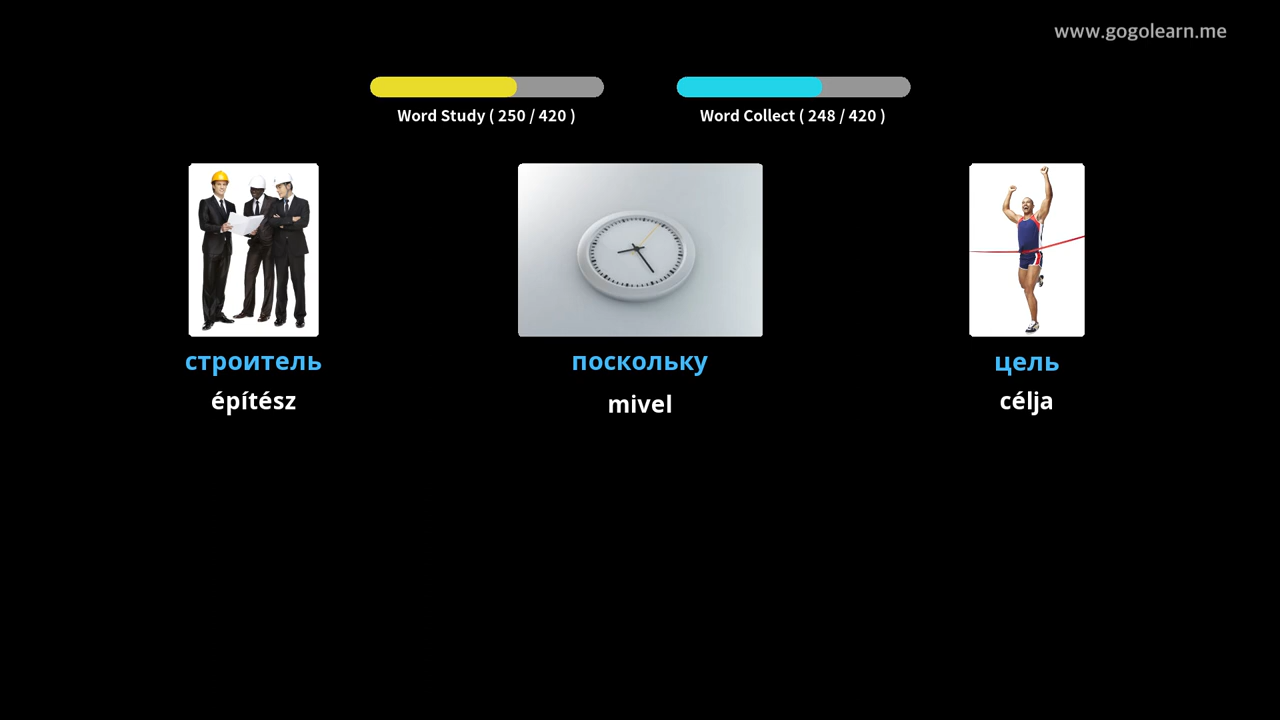 www.gogolearn.me
Word Study ( 250 / 420 )
Word Collect ( 248 / 420 )
строитель
поскольку
цель
építész
mivel
célja